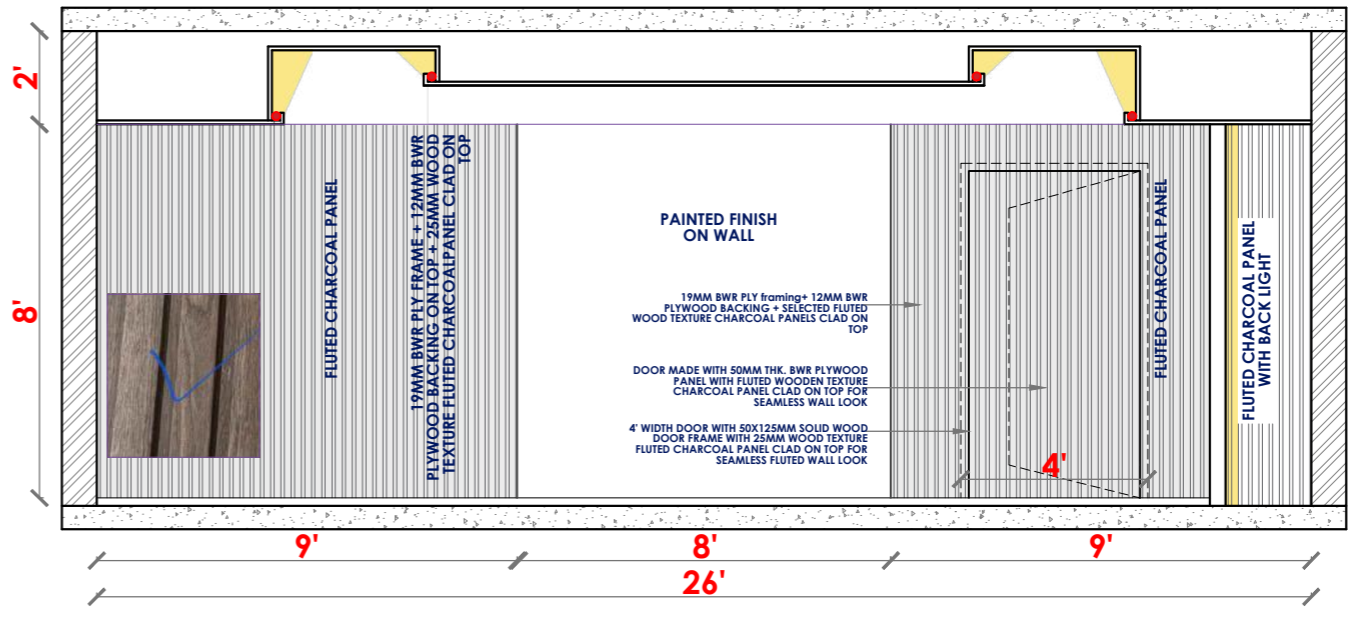 2'
8'
FLUTED CHARCOAL PANEL
19MM BWR PLY FRAME + 12MM BWR
PLYWOOD BACKING ON TOP + 25MM WOOD
TEXTURE FLUTED CHARCOALPANEL CLAD ON
TOP
PAINTED FINISH
ON WALL
19MM BWR PLY framing+ 12MM BWR
PLYWOOD BACKING + SELECTED FLUTED
WOOD TEXTURE CHARCOAL PANELS CLAD ON
TOP
DOOR MADE WITH 50MM THK. BWR PLYWOOD
PANEL WITH FLUTED WOODEN TEXTURE
CHARCOAL PANEL CLAD ON TOP FOR
SEAMLESS WALL LOOK
4' WIDTH DOOR WITH 50X125MM SOLID WOOD
DOOR FRAME WITH 25MM WOOD TEXTURE
FLUTED CHARCOAL PANEL CLAD ON TOP FOR
SEAMLESS FLUTED WALL LOOK
4'
FLUTED CHARCOAL PANEL
FLUTED CHARCOAL PANEL
WITH BACK LIGHT
9'
8'
9'
26'